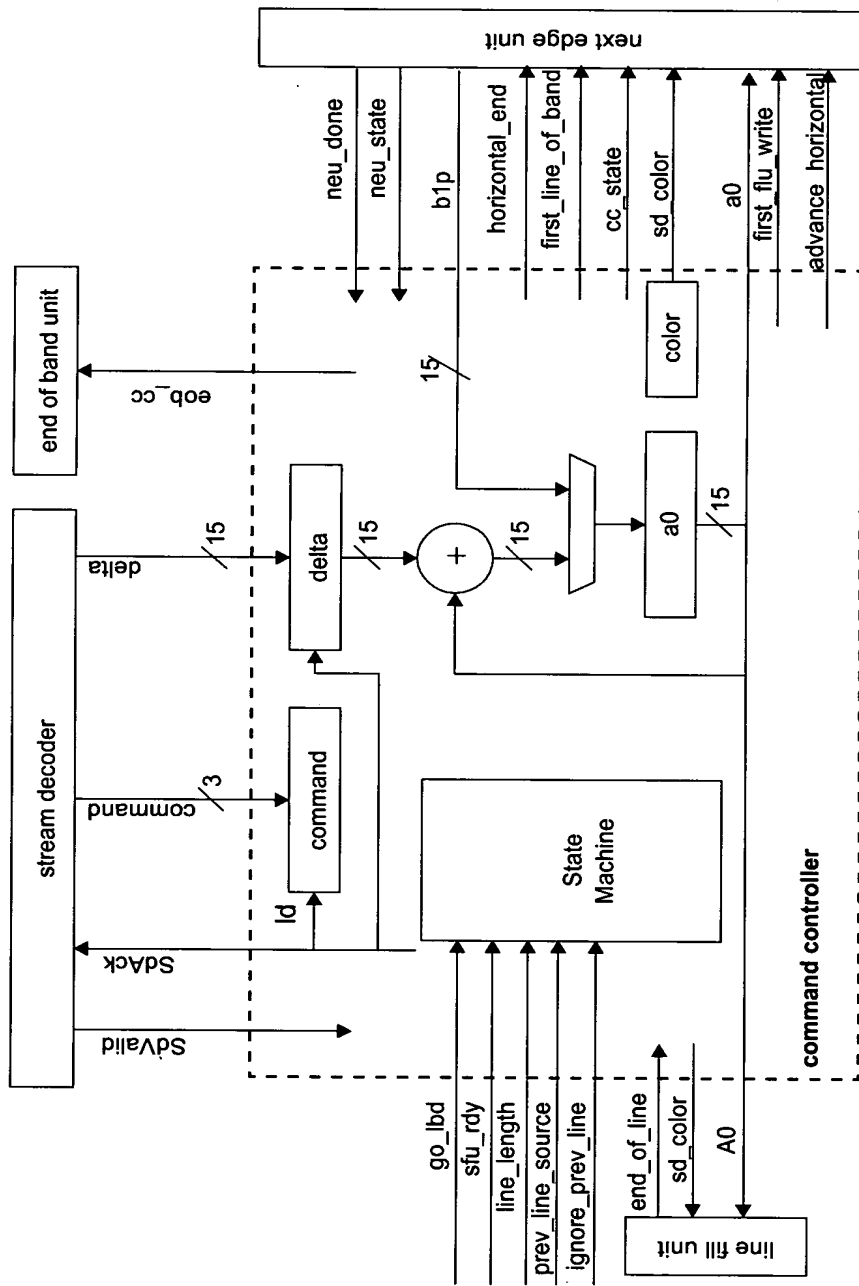 stream decoder
end of band unit
SdValid
SdAck
command
3
delta
15
eob_cc
ld
command
delta
15
+
15
15
a0
15
color
State
Machine
go_lbd
sfu_rdy
line_length
prev_line_source
ignore_prev_line
end_of_line
sd_color
A0
line fill unit
command controller
neu_done
neu_state
b1p
horizontal_end
first_line_of_band
cc_state
sd_color
a0
first_flu_write
advance_horizontal
next edge unit